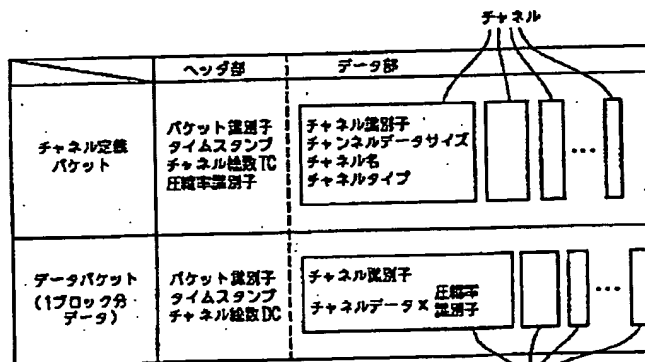 チャネル
ヘッダ部 データ部
チャネル定義
パケット
パケット識別子
タイムスタンプ
チャネル総数TC
圧縮率識別子
チャネル識別子
チャンネルデータサイズ
チャネル名
チャネルタイプ
...
データパケット
(1ブロック分
データ)
パケット識別子
タイムスタンプ
チャネル総数DC
チャネル識別子
チャネルデータ×圧縮率
識別子
...